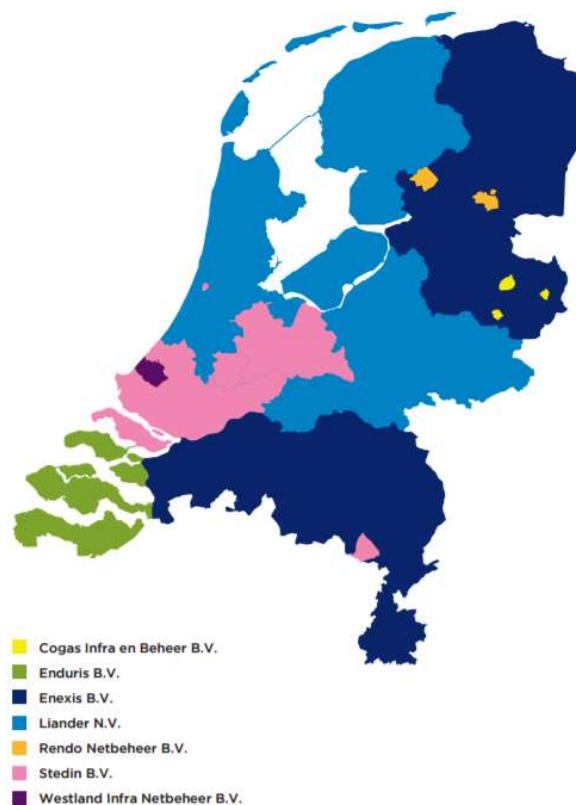 Cogas Infra en Beheer B.V.
Enduris B.V.
Enexis B.V.
Liander N.V.
Rendo Netbeheer B.V.
Stedin B.V.
Westland Infra Netbeheer B.V.